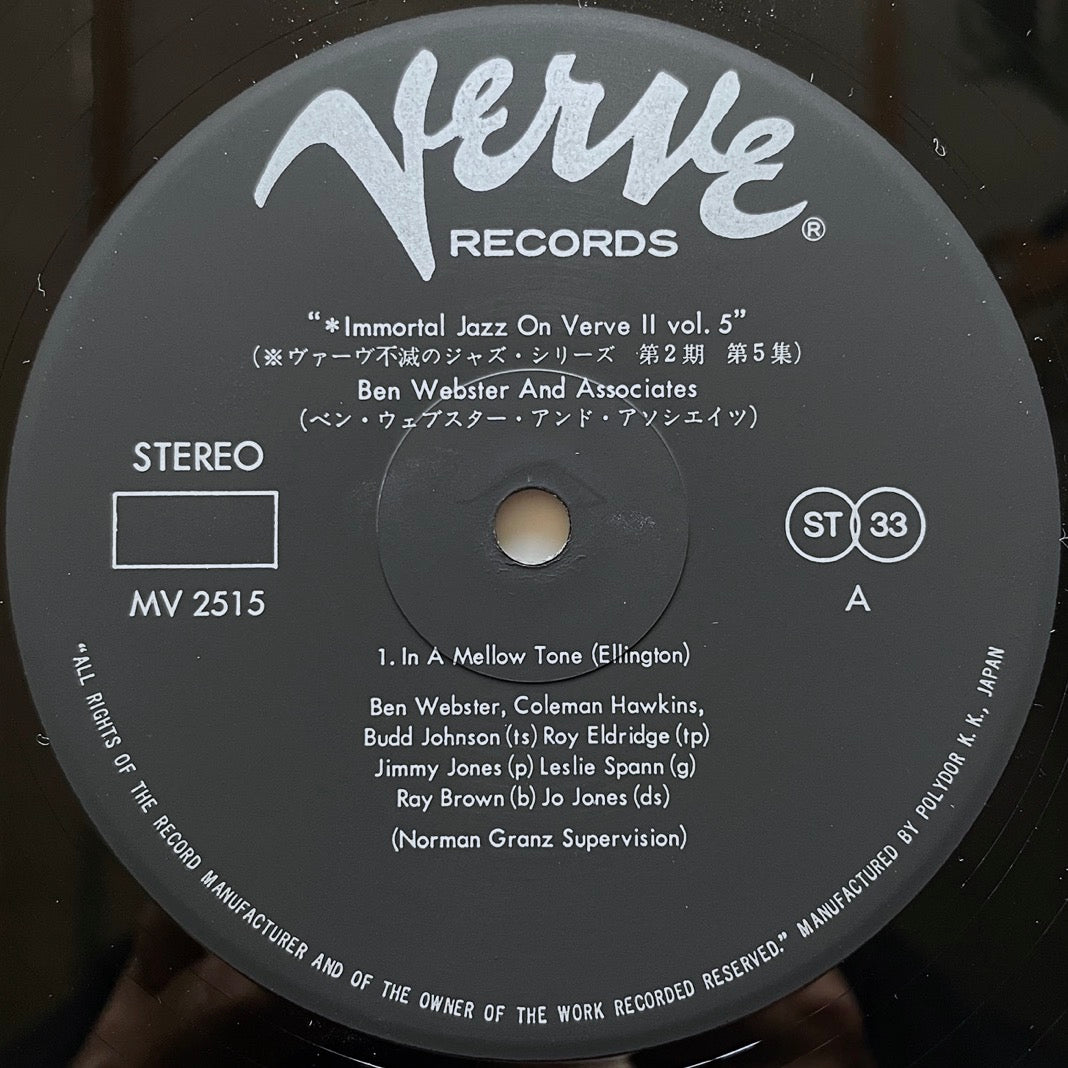 Verve
RECORDS ®
“*Immortal Jazz On Verve II vol. 5”
(※ヴァーヴ不滅のジャズ・シリーズ 第2期 第5集)
Ben Webster And Associates
(ベン・ウェブスター・アンド・アソシエイツ)
STEREO
MV 2515
ST 33
A
1. In A Mellow Tone (Ellington)
Ben Webster, Coleman Hawkins,
Budd Johnson (ts) Roy Eldridge (tp)
Jimmy Jones (p) Leslie Spann (g)
Ray Brown (b) Jo Jones (ds)
(Norman Granz Supervision)
“ALL RIGHTS OF THE RECORD MANUFACTURER AND OF THE OWNER OF THE WORK RECORDED RESERVED.” MANUFACTURED BY POLYDOR K. K., JAPAN